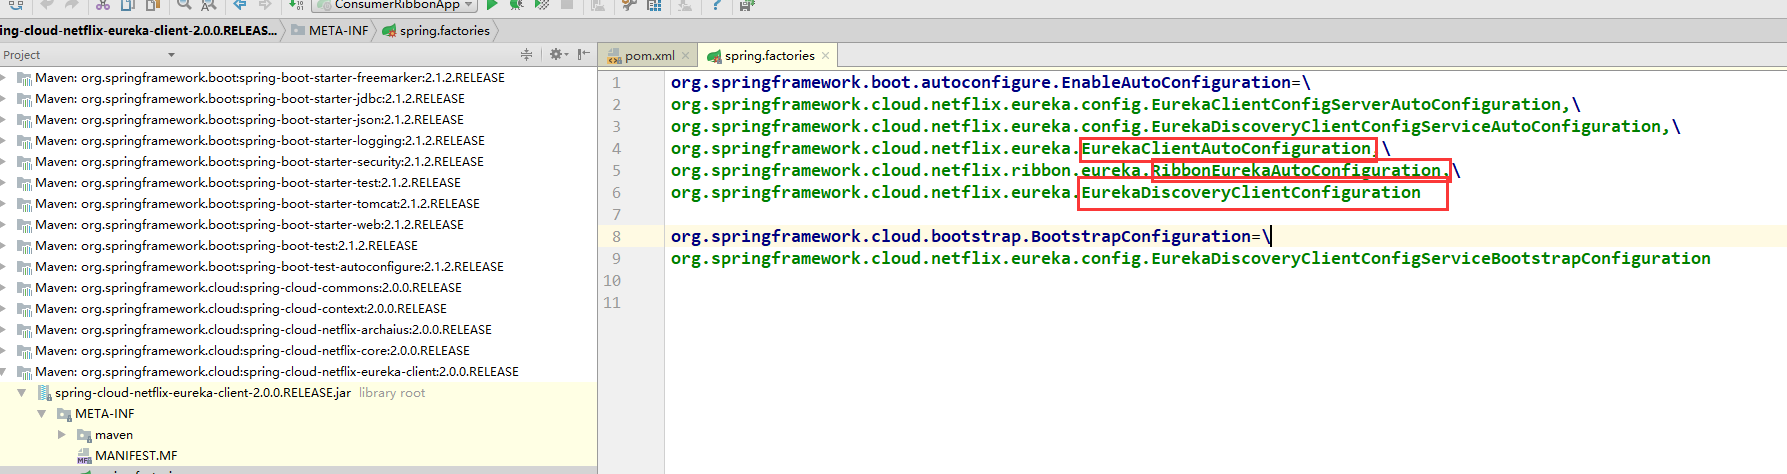 ConsumerRibbonApp
ing-cloud-netflix-eureka-client-2.0.0.RELEAS... META-INF spring.factories
Project
pom.xml
spring.factories
Maven: org.springframework.boot:spring-boot-starter-freemarker:2.1.2.RELEASE
Maven: org.springframework.boot:spring-boot-starter-jdbc:2.1.2.RELEASE
Maven: org.springframework.boot:spring-boot-starter-json:2.1.2.RELEASE
Maven: org.springframework.boot:spring-boot-starter-logging:2.1.2.RELEASE
Maven: org.springframework.boot:spring-boot-starter-security:2.1.2.RELEASE
Maven: org.springframework.boot:spring-boot-starter-test:2.1.2.RELEASE
Maven: org.springframework.boot:spring-boot-starter-tomcat:2.1.2.RELEASE
Maven: org.springframework.boot:spring-boot-starter-web:2.1.2.RELEASE
Maven: org.springframework.boot:spring-boot-test:2.1.2.RELEASE
Maven: org.springframework.boot:spring-boot-test-autoconfigure:2.1.2.RELEASE
Maven: org.springframework.cloud:spring-cloud-commons:2.0.0.RELEASE
Maven: org.springframework.cloud:spring-cloud-context:2.0.0.RELEASE
Maven: org.springframework.cloud:spring-cloud-netflix-archaius:2.0.0.RELEASE
Maven: org.springframework.cloud:spring-cloud-netflix-core:2.0.0.RELEASE
Maven: org.springframework.cloud:spring-cloud-netflix-eureka-client:2.0.0.RELEASE
spring-cloud-netflix-eureka-client-2.0.0.RELEASE.jar library root
META-INF
maven
MANIFEST.MF
1 org.springframework.boot.autoconfigure.EnableAutoConfiguration=\
2 org.springframework.cloud.netflix.eureka.config.EurekaClientConfigServerAutoConfiguration,\
3 org.springframework.cloud.netflix.eureka.config.EurekaDiscoveryClientConfigServiceAutoConfiguration,\
4 org.springframework.cloud.netflix.eureka.EurekaClientAutoConfiguration,\
5 org.springframework.cloud.netflix.ribbon.eureka.RibbonEurekaAutoConfiguration,\
6 org.springframework.cloud.netflix.eureka.EurekaDiscoveryClientConfiguration
7
8 org.springframework.cloud.bootstrap.BootstrapConfiguration=\
9 org.springframework.cloud.netflix.eureka.config.EurekaDiscoveryClientConfigServiceBootstrapConfiguration
10
11